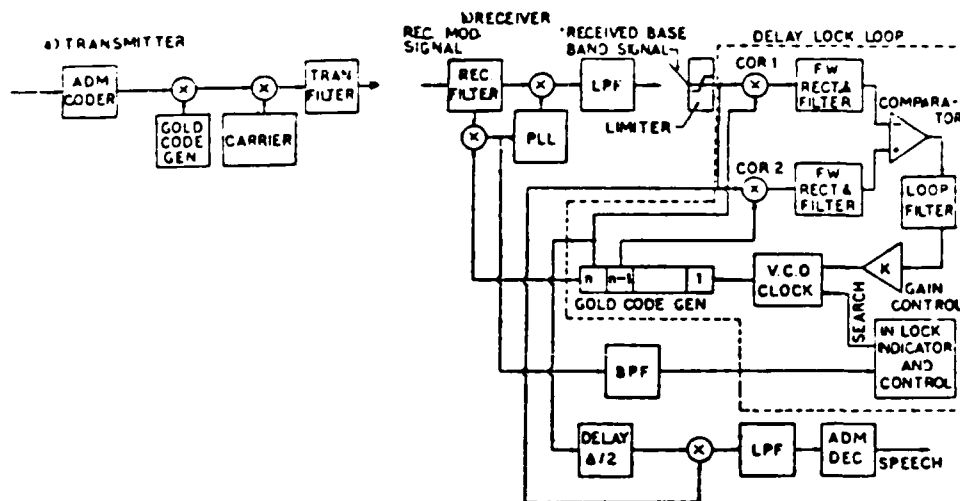 a) TRANSMITTER
ADM
CODER
GOLD
CODE
GEN
CARRIER
TRAN
FILTER
b) RECEIVER
REC. MOD.
SIGNAL
REC
FILTER
PLL
LPF
RECEIVED BASE
BAND SIGNAL
LIMITER
DELAY LOCK LOOP
COR 1
F W
RECT &
FILTER
COMPARA-
TOR
-
+
COR 2
F W
RECT &
FILTER
LOOP
FILTER
K
GAIN
CONTROL
V.C.O
CLOCK
n
n-1
1
GOLD CODE GEN
SEARCH
IN LOCK
INDICATOR
AND
CONTROL
BPF
DELAY
Δ/2
LPF
ADM
DEC
SPEECH